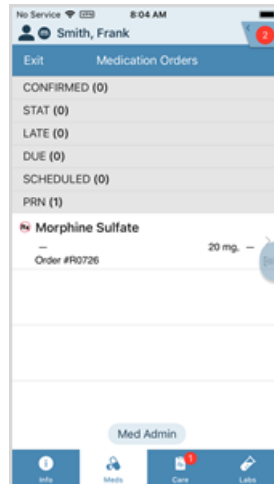 No Service 8:04 AM
Smith, Frank
2
Exit Medication Orders
CONFIRMED (0)
STAT (0)
LATE (0)
DUE (0)
SCHEDULED (0)
PRN (1)
Morphine Sulfate
— 20 mg, —
Order #R0726
Med Admin
1
Info Meds Care Labs